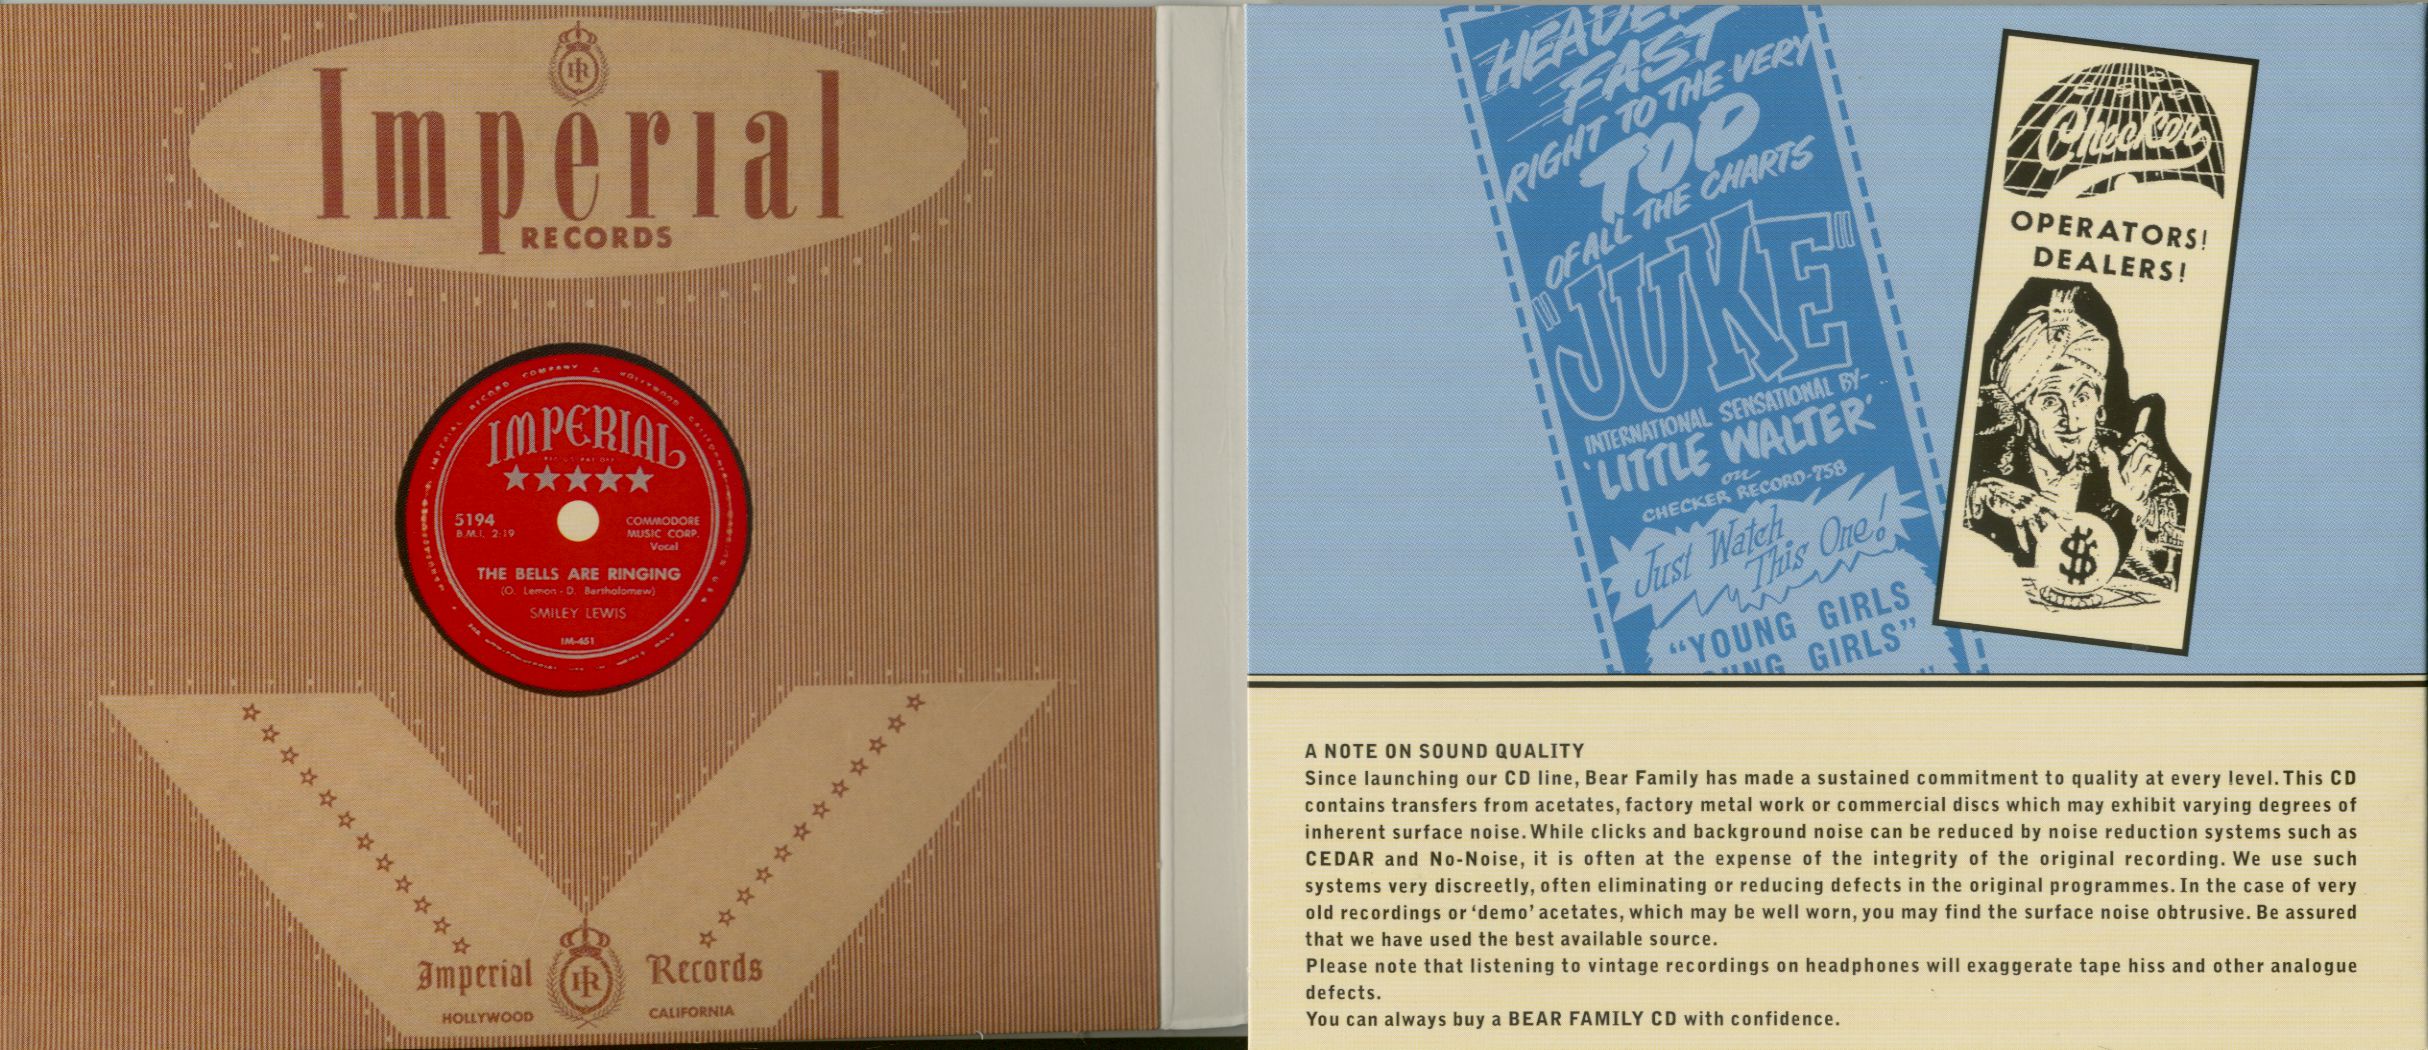 IR
Imperial
RECORDS
IMPERIAL RECORD COMPANY HOLLYWOOD
IMPERIAL
REG. U.S. PAT. OFF.
5194
B.M.I. 2:19
COMMODORE
MUSIC CORP.
Vocal
THE BELLS ARE RINGING
(O. Lemon - D. Bartholomew)
SMILEY LEWIS
IM-451
Imperial
HOLLYWOOD
IR
Records
CALIFORNIA
FAST
RIGHT TO THE VERY
TOP
OF ALL THE CHARTS
"JUKE"
INTERNATIONAL SENSATIONAL BY-
'LITTLE WALTER'
on
CHECKER RECORD-758
Just Watch
This One!
"YOUNG GIRLS
GIRLS"
Checker
OPERATORS!
DEALERS!
$
A NOTE ON SOUND QUALITY
Since launching our CD line, Bear Family has made a sustained commitment to quality at every level. This CD
contains transfers from acetates, factory metal work or commercial discs which may exhibit varying degrees of
inherent surface noise. While clicks and background noise can be reduced by noise reduction systems such as
CEDAR and No-Noise, it is often at the expense of the integrity of the original recording. We use such
systems very discreetly, often eliminating or reducing defects in the original programmes. In the case of very
old recordings or 'demo' acetates, which may be well worn, you may find the surface noise obtrusive. Be assured
that we have used the best available source.
Please note that listening to vintage recordings on headphones will exaggerate tape hiss and other analogue
defects.
You can always buy a BEAR FAMILY CD with confidence.